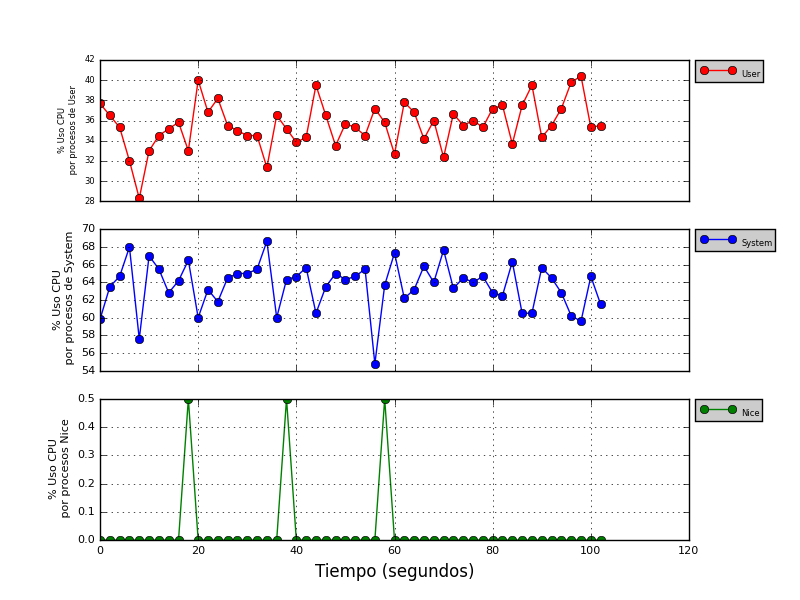 42
40
38
36
34
32
30
28
% Uso CPU
por procesos de User
User
70
68
66
64
62
60
58
56
54
% Uso CPU
por procesos de System
System
0.5
0.4
0.3
0.2
0.1
0.0
% Uso CPU
por procesos Nice
Nice
0 20 40 60 80 100 120
Tiempo (segundos)